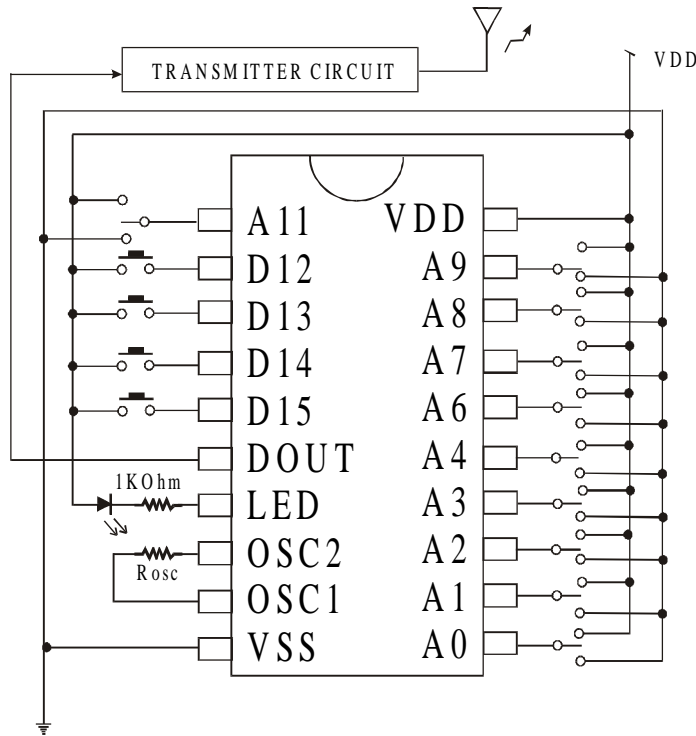 VDD
TRANSMITTER CIRCUIT
A11
VDD
D12
A9
D13
A8
D14
A7
D15
A6
DOUT
A4
1KOhm
LED
A3
OSC2
A2
Rosc
OSC1
A1
VSS
A0